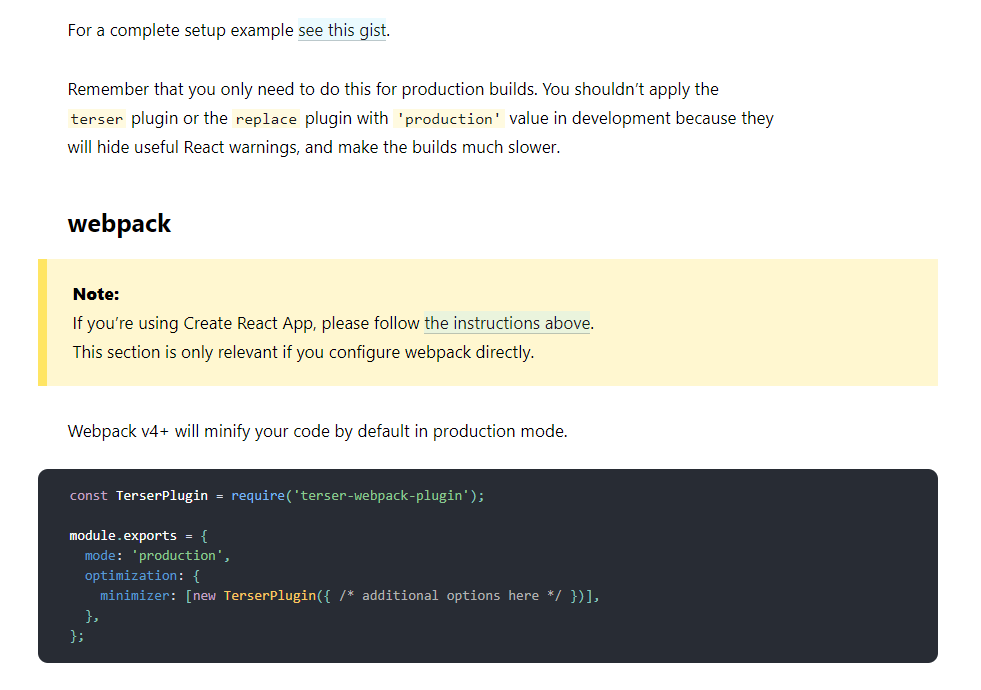 For a complete setup example see this gist.
Remember that you only need to do this for production builds. You shouldn’t apply the
terser plugin or the replace plugin with 'production' value in development because they
will hide useful React warnings, and make the builds much slower.
webpack
Note:
If you’re using Create React App, please follow the instructions above.
This section is only relevant if you configure webpack directly.
Webpack v4+ will minify your code by default in production mode.
const TerserPlugin = require('terser-webpack-plugin');
module.exports = {
  mode: 'production',
  optimization: {
    minimizer: [new TerserPlugin({ /* additional options here */ })],
  },
};